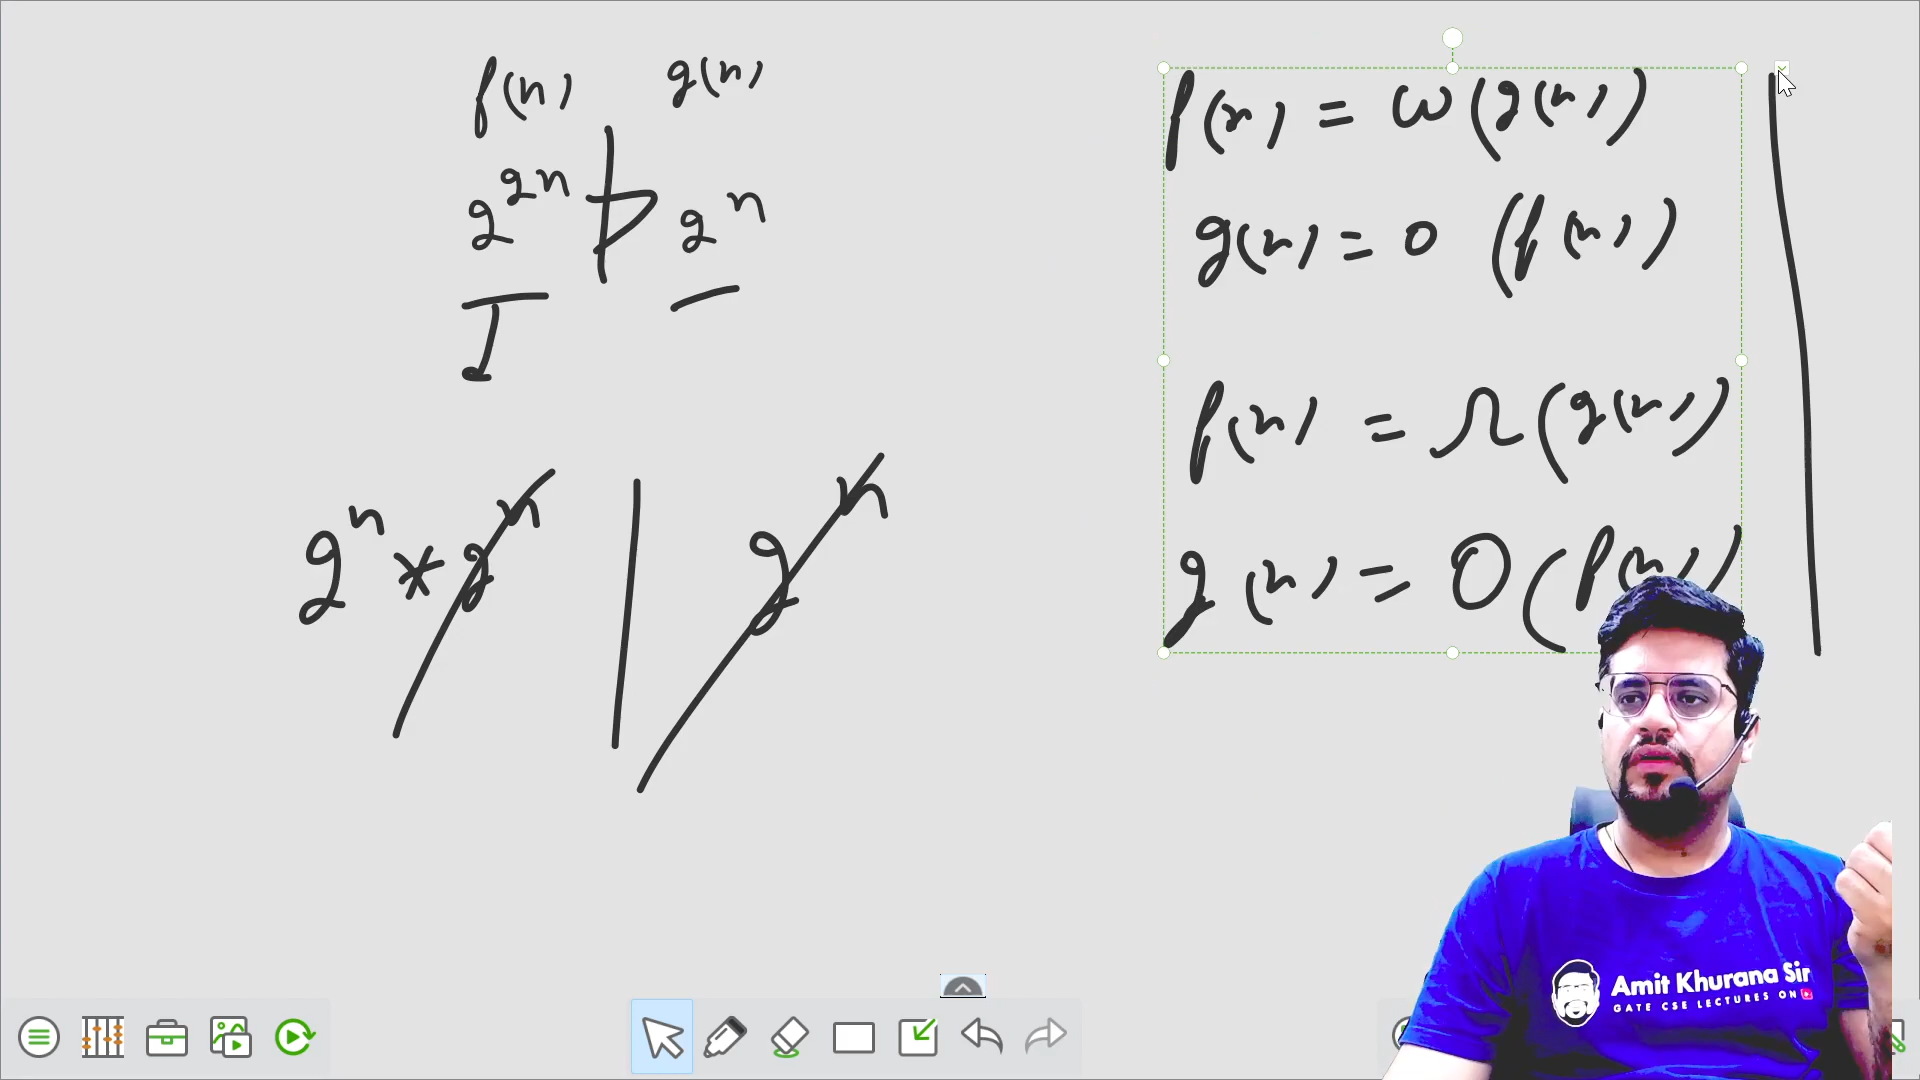 f(n) g(n)
2^2n > 2^n
I
2^n * 2^n | 2^n
f(n) = ω(g(n))
g(n) = o (f(n))
f(n) = Ω(g(n))
g(n) = O(f(n))
Amit Khurana Sir
GATE CSE LECTURES ON